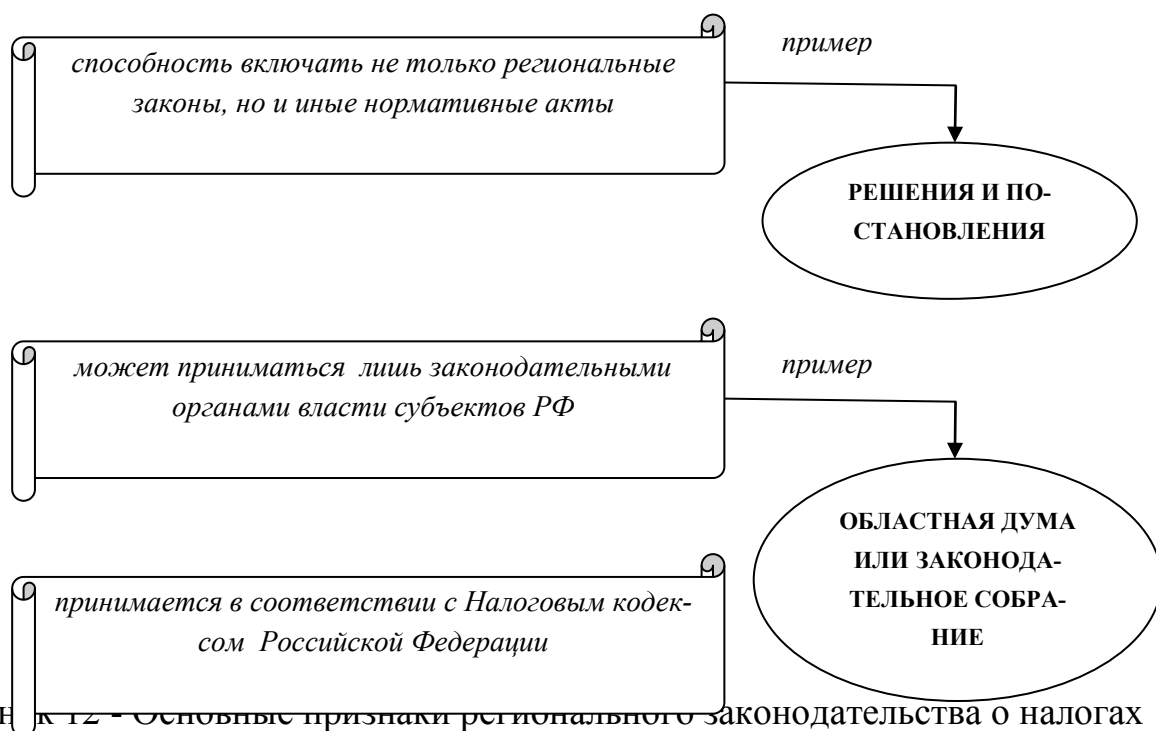 способность включать не только региональные
законы, но и иные нормативные акты
пример
РЕШЕНИЯ И ПО-
СТАНОВЛЕНИЯ
может приниматься лишь законодательными
органами власти субъектов РФ
пример
ОБЛАСТНАЯ ДУМА
ИЛИ ЗАКОНОДА-
ТЕЛЬНОЕ СОБРА-
НИЕ
принимается в соответствии с Налоговым кодек-
сом Российской Федерации
12 - Основные признаки регионального законодательства о налогах